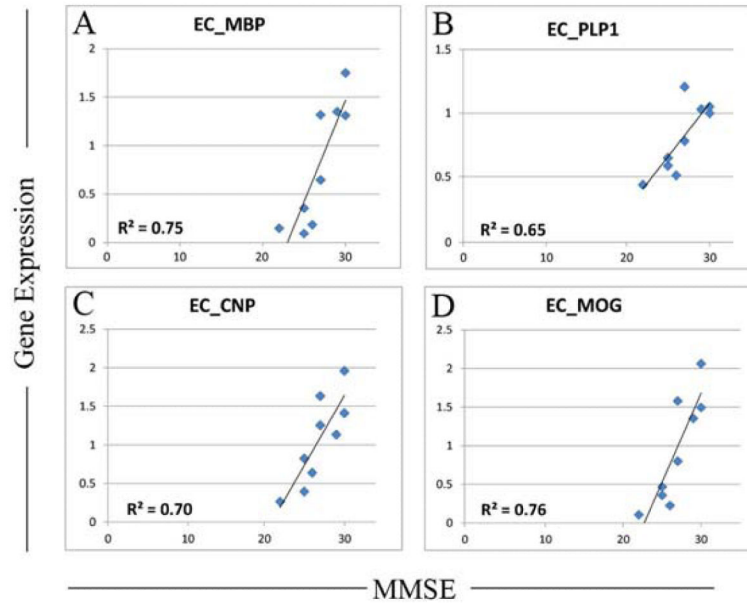 Gene Expression
A
EC_MBP
2
1.5
1
0.5
0
R² = 0.75
0
10
20
30
B
EC_PLP1
1.5
1
0.5
0
R² = 0.65
0
10
20
30
C
EC_CNP
2.5
2
1.5
1
0.5
0
R² = 0.70
0
10
20
30
D
EC_MOG
2.5
2
1.5
1
0.5
0
R² = 0.76
0
10
20
30
MMSE